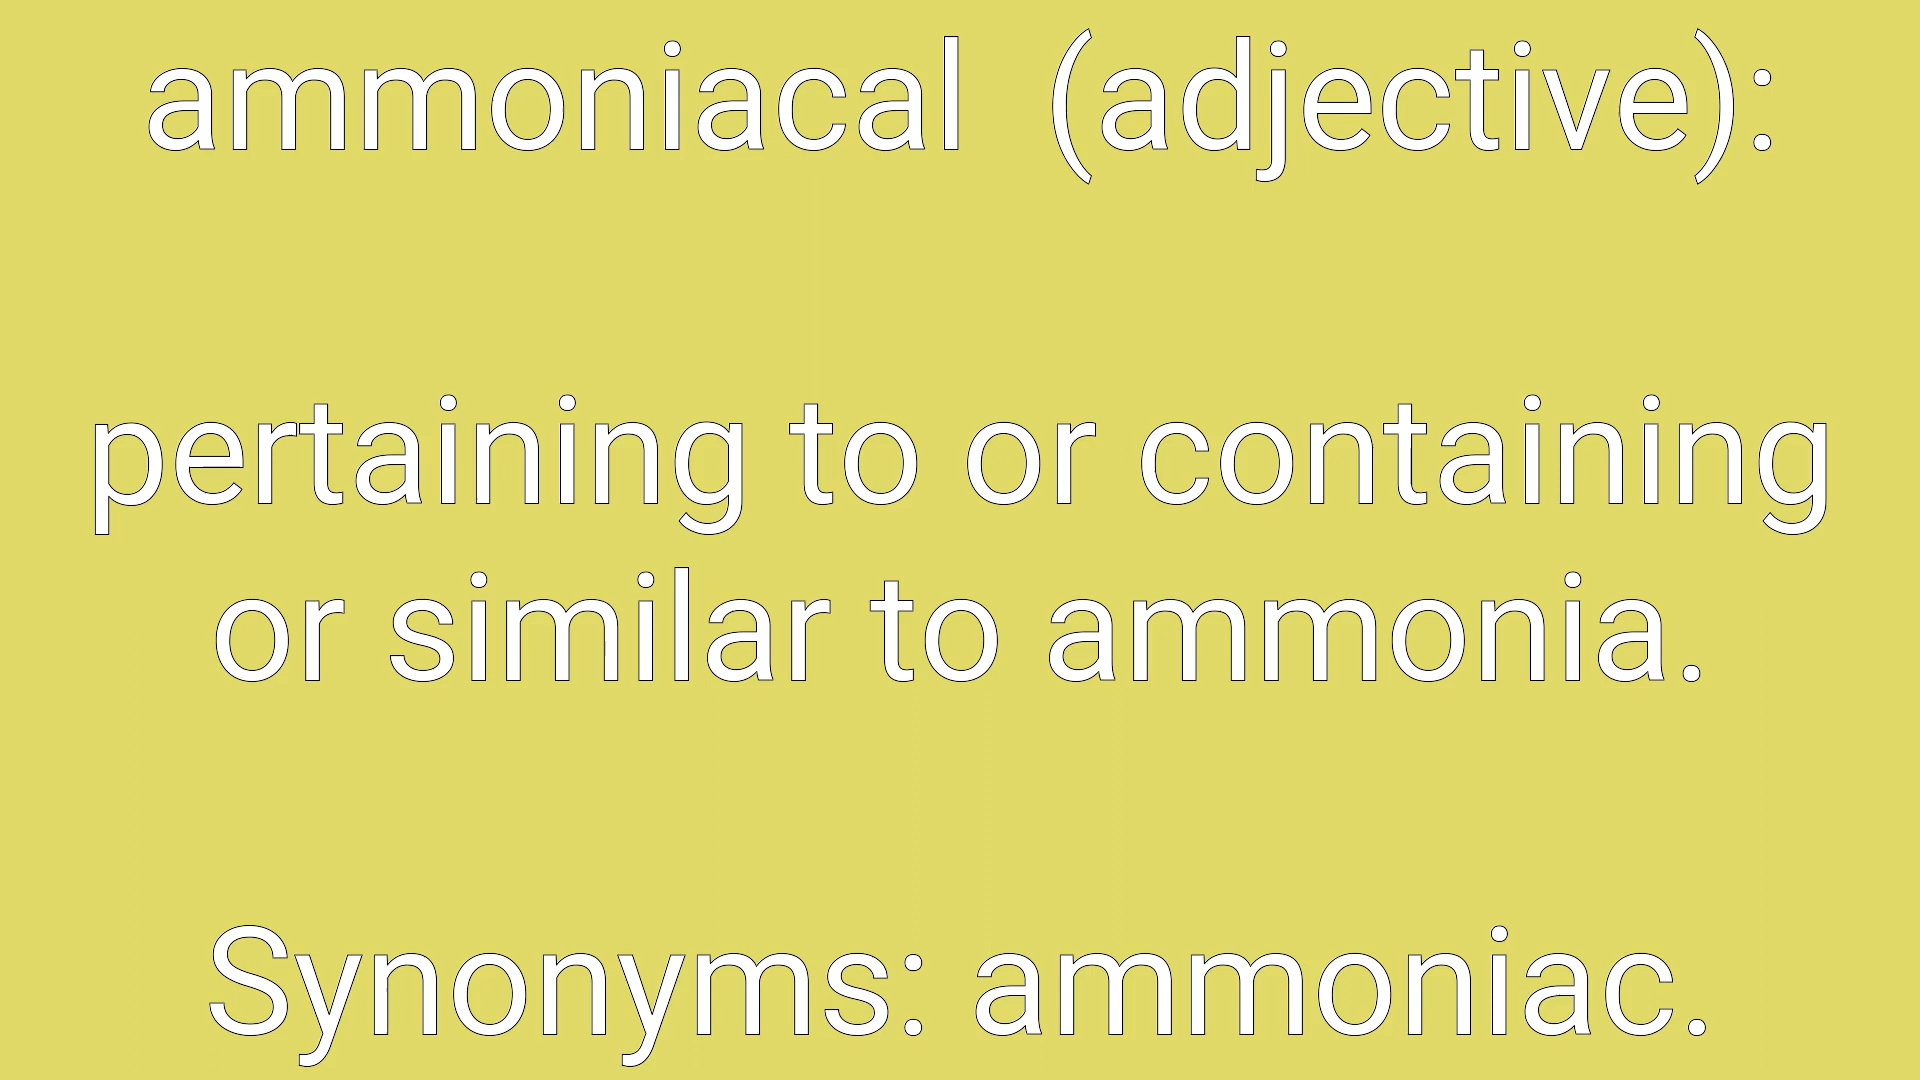 ammoniacal  (adjective):
pertaining to or containing
or similar to ammonia.
Synonyms: ammoniac.